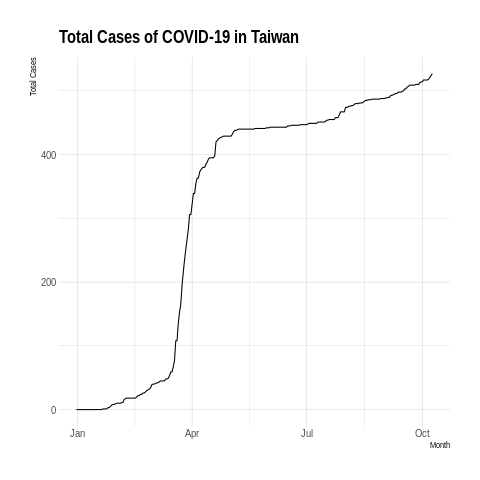 Total Cases of COVID-19 in Taiwan
Total Cases
400
200
0
Jan Apr Jul Oct
Month